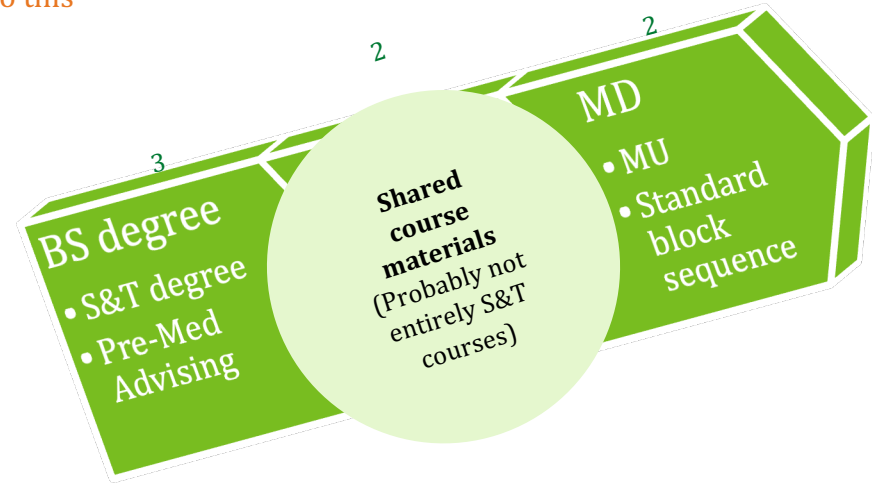 o this
3
2
2
BS degree
• S&T degree
• Pre-Med
Advising
Shared
course
materials
(Probably not
entirely S&T
courses)
MD
• MU
• Standard
block
sequence